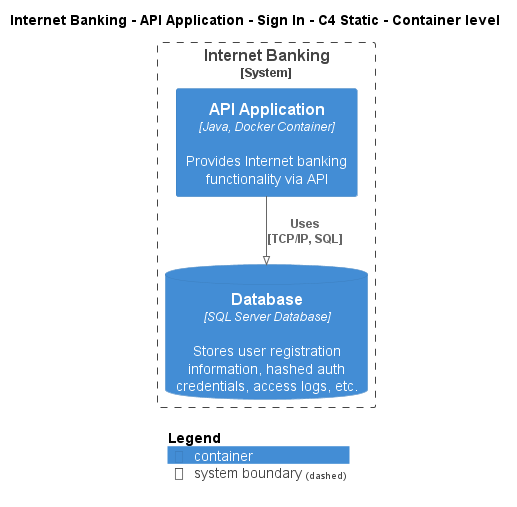 Internet Banking - API Application - Sign In - C4 Static - Container level
Internet Banking
[System]
API Application
[Java, Docker Container]
Provides Internet banking
functionality via API
Uses
[TCP/IP, SQL]
Database
[SQL Server Database]
Stores user registration
information, hashed auth
credentials, access logs, etc.
Legend
container
system boundary (dashed)